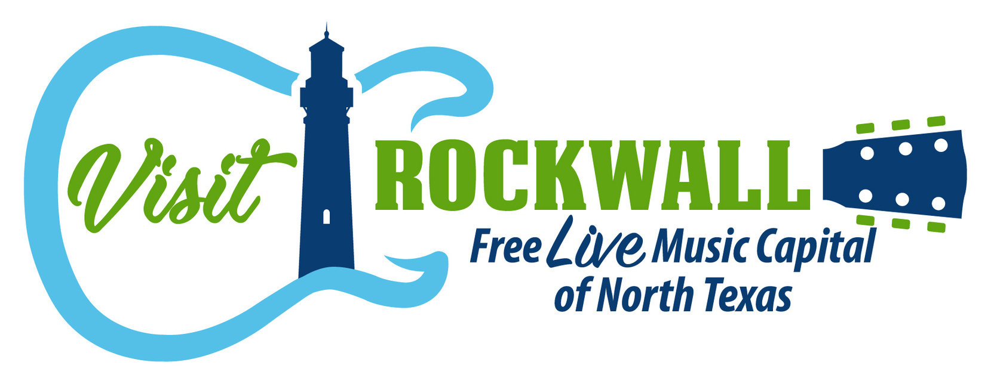 Visit ROCKWALL
Free Live Music Capital
of North Texas